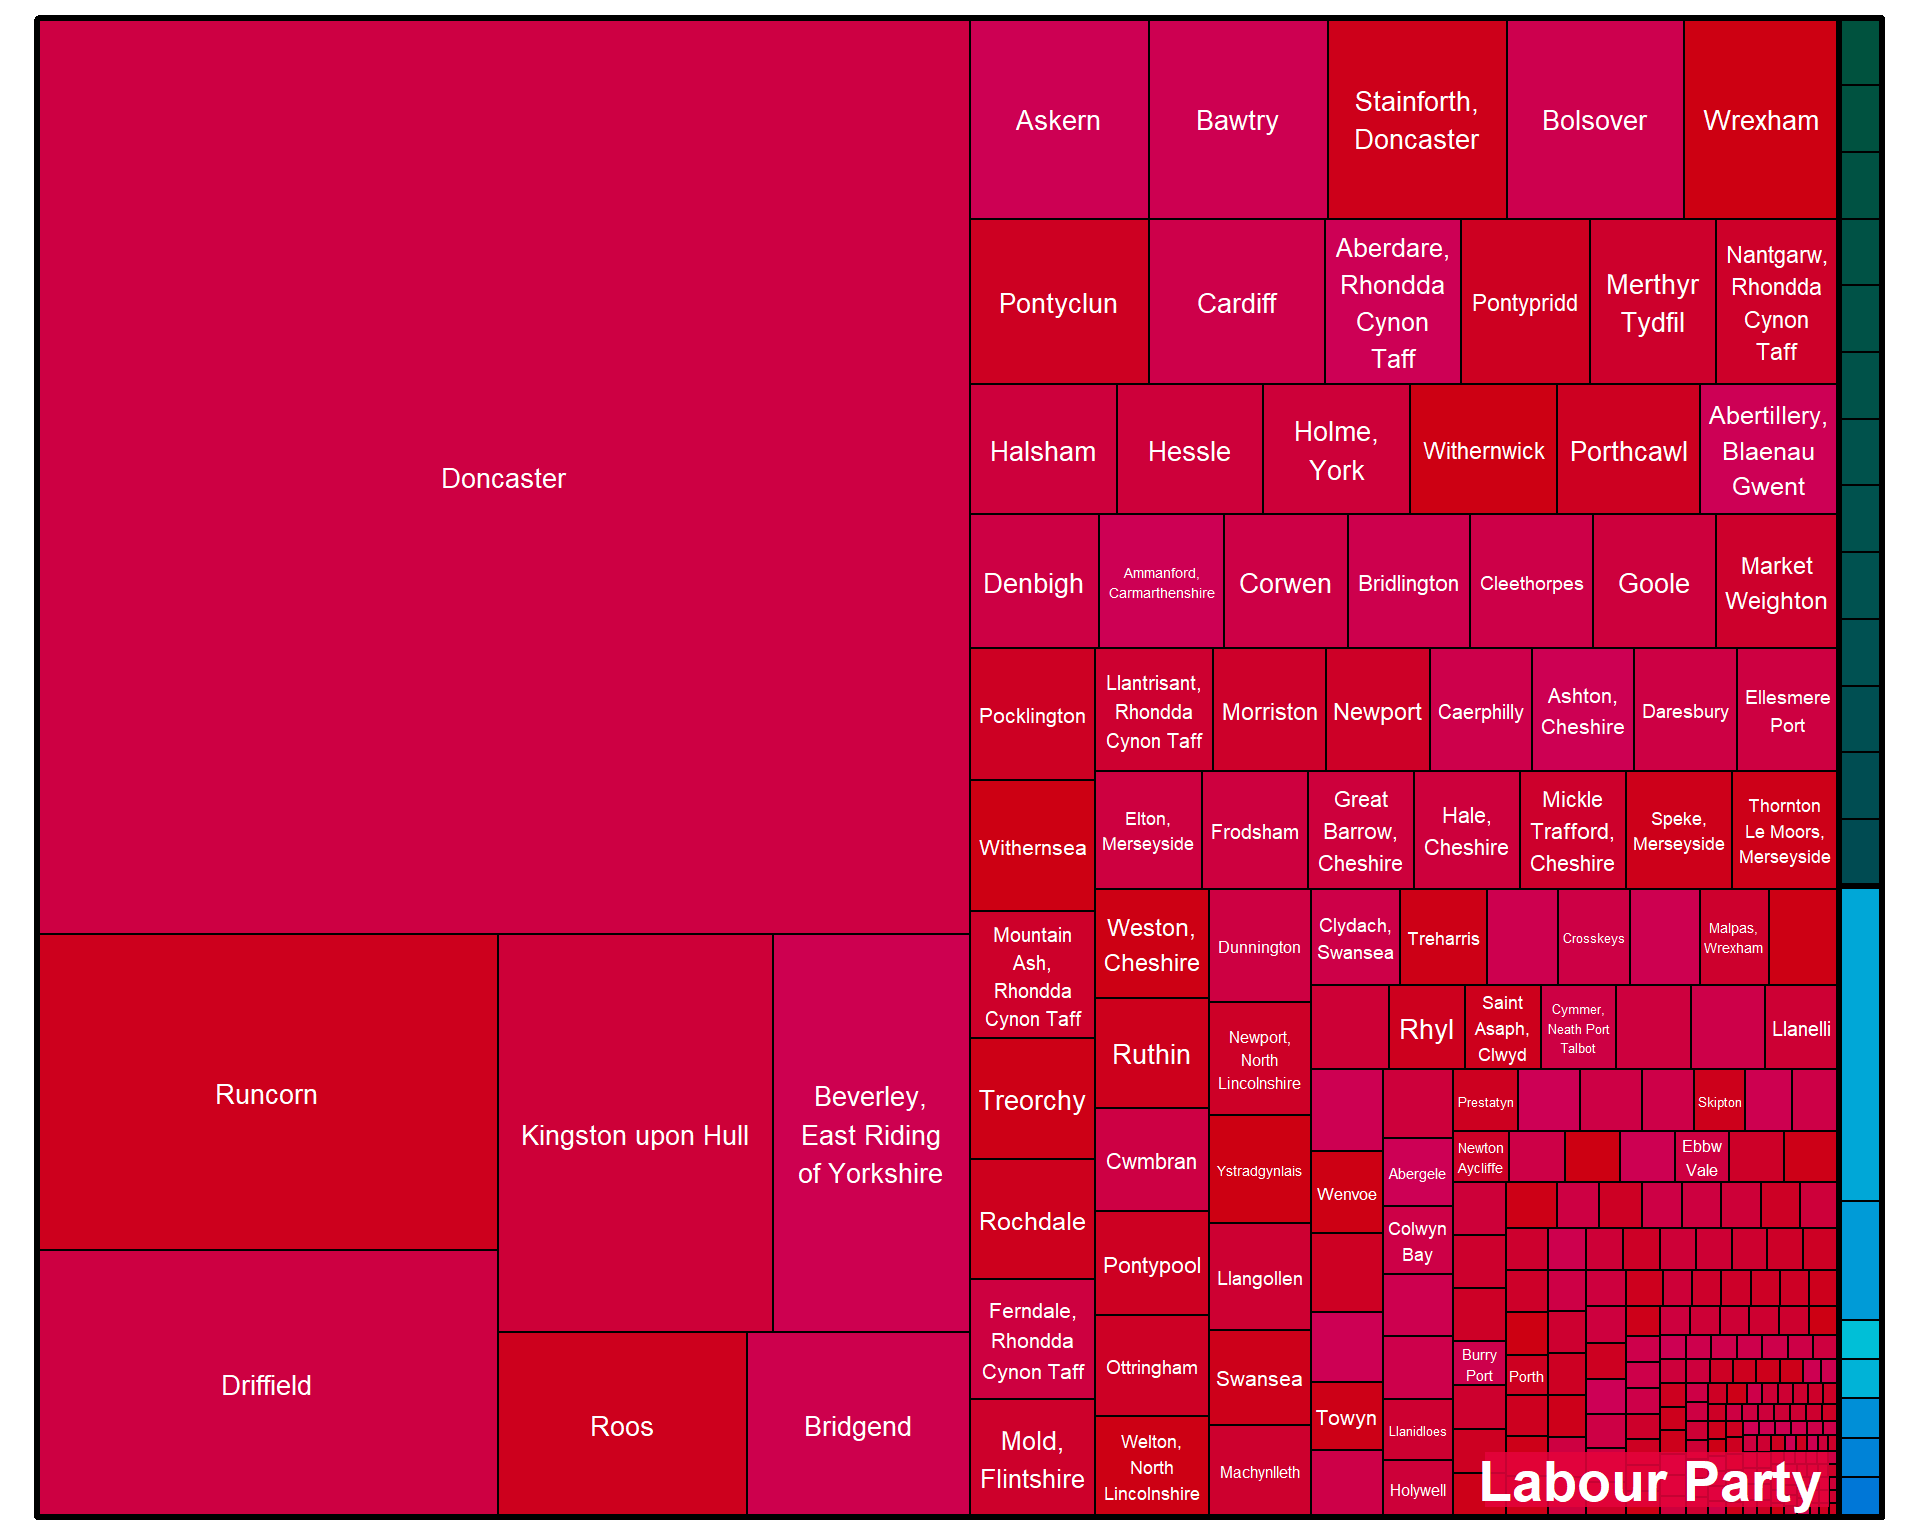 Doncaster
Askern
Bawtry
Stainforth,
Doncaster
Bolsover
Wrexham
Pontyclun
Cardiff
Aberdare,
Rhondda
Cynon
Taff
Pontypridd
Merthyr
Tydfil
Nantgarw,
Rhondda
Cynon
Taff
Halsham
Hessle
Holme,
York
Withernwick
Porthcawl
Abertillery,
Blaenau
Gwent
Denbigh
Ammanford,
Carmarthenshire
Corwen
Bridlington
Cleethorpes
Goole
Market
Weighton
Pocklington
Llantrisant,
Rhondda
Cynon Taff
Morriston
Newport
Caerphilly
Ashton,
Cheshire
Daresbury
Ellesmere
Port
Withernsea
Elton,
Merseyside
Frodsham
Great
Barrow,
Cheshire
Hale,
Cheshire
Mickle
Trafford,
Cheshire
Speke,
Merseyside
Thornton
Le Moors,
Merseyside
Mountain
Ash,
Rhondda
Cynon Taff
Weston,
Cheshire
Dunnington
Clydach,
Swansea
Treharris
Crosskeys
Malpas,
Wrexham
Runcorn
Kingston upon Hull
Beverley,
East Riding
of Yorkshire
Treorchy
Ruthin
Newport,
North
Lincolnshire
Rhyl
Saint
Asaph,
Clwyd
Cymmer,
Neath Port
Talbot
Llanelli
Prestatyn
Skipton
Rochdale
Cwmbran
Ystradgynlais
Wenvoe
Abergele
Newton
Aycliffe
Ebbw
Vale
Colwyn
Bay
Pontypool
Llangollen
Driffield
Roos
Bridgend
Ferndale,
Rhondda
Cynon Taff
Ottringham
Swansea
Towyn
Burry
Port
Porth
Llanidloes
Mold,
Flintshire
Welton,
North
Lincolnshire
Machynlleth
Holywell
Labour Party